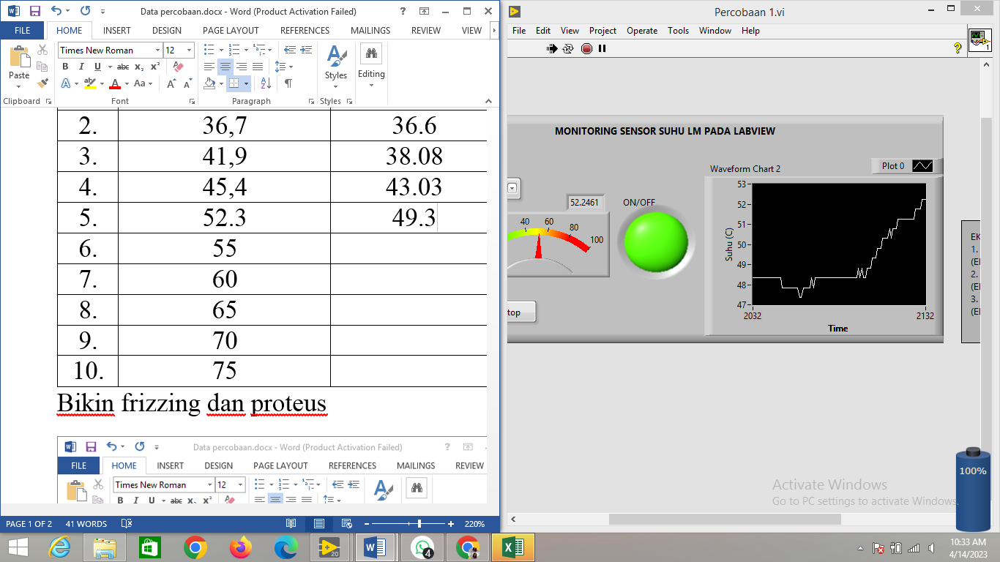 Data percobaan.docx - Word (Product Activation Failed)
FILE HOME INSERT DESIGN PAGE LAYOUT REFERENCES MAILINGS REVIEW VIEW
Times New Roman 12
Paste
Styles
Editing
Clipboard Font Paragraph Styles
2. 36,7 36.6
3. 41,9 38.08
4. 45,4 43.03
5. 52.3 49.3
6. 55
7. 60
8. 65
9. 70
10. 75
Bikin frizzing dan proteus
Data percobaan.docx - Word (Product Activation Failed)
FILE HOME INSERT DESIGN PAGE LAYOUT REFERENCES MAILINGS REVIEW
Times New Roman 12
PAGE 1 OF 2 41 WORDS 220%
Percobaan 1.vi
File Edit View Project Operate Tools Window Help
MONITORING SENSOR SUHU LM PADA LABVIEW
Waveform Chart 2 Plot 0
52.2461
ON/OFF
40 60 80 100
top
Suhu (C)
53
52
51
50
49
48
47
2032 2132
Time
EK
1.
(El
2.
(El
3.
(El
100%
Activate Windows
Go to PC settings to activate Windows.
20
4
10:33 AM
4/14/2023